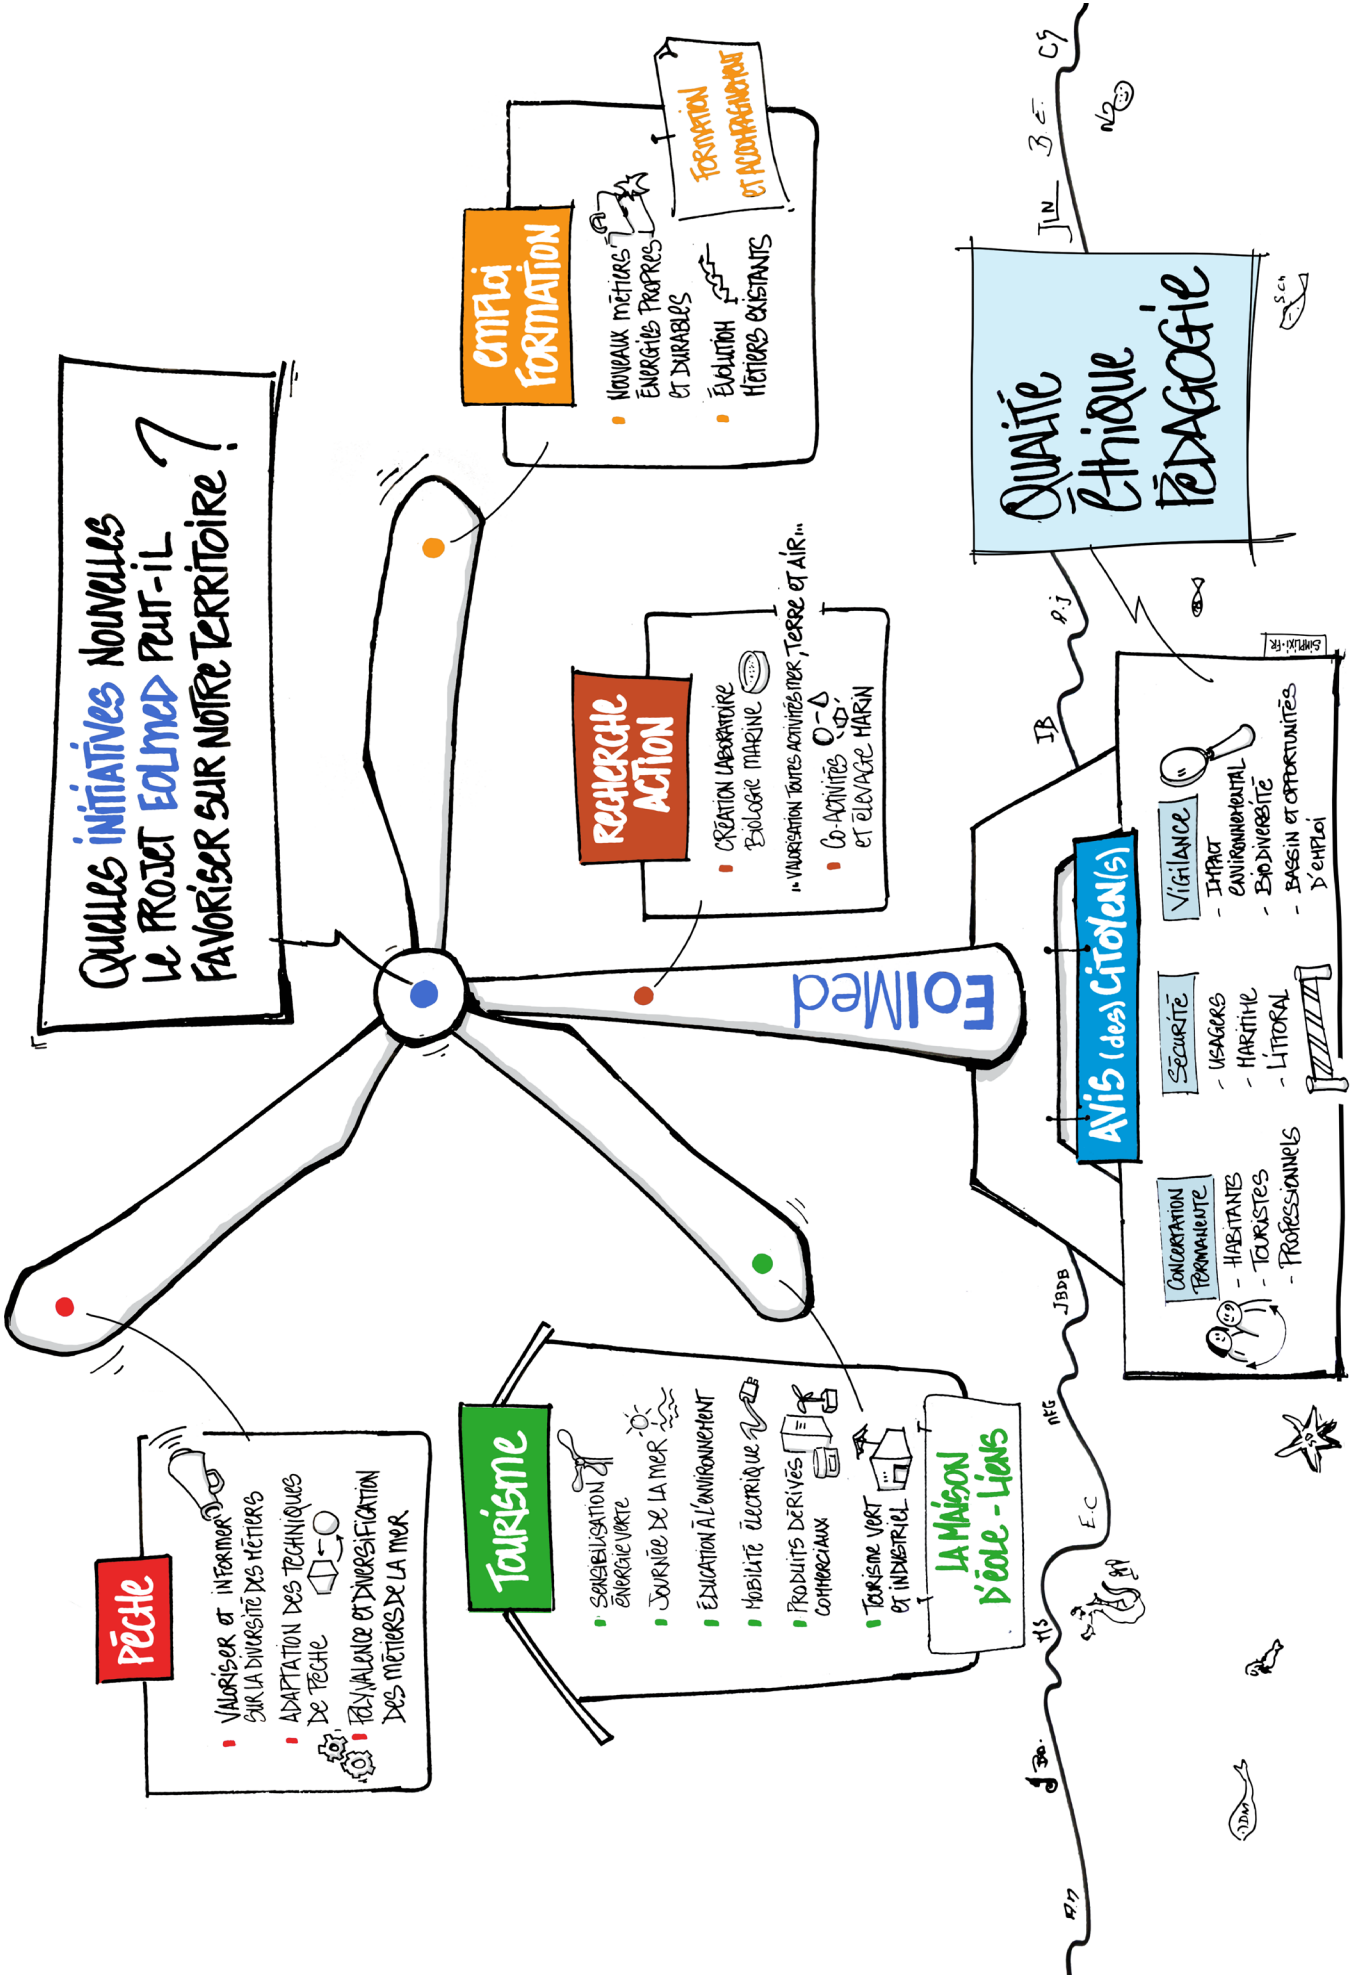 QUELLES INITIATIVES NOUVELLES
LE PROJET EOLMED PEUT-IL
FAVORISER SUR NOTRE TERRITOIRE ?
PÊCHE
VALORISER ET INFORMER
SUR LA DIVERSITÉ DES MÉTIERS
ADAPTATION DES TECHNIQUES
DE PÊCHE
POLYVALENCE ET DIVERSIFICATION
DES MÉTIERS DE LA MER
TOURISME
SENSIBILISATION
ÉNERGIE VERTE
JOURNÉE DE LA MER
ÉDUCATION À L'ENVIRONNEMENT
MOBILITÉ ÉLECTRIQUE
PRODUITS DÉRIVÉS
COMMERCIAUX
TOURISME VERT
ET INDUSTRIEL
LA MAISON
D'ÉOLE-LIENS
EMPLOI
FORMATION
NOUVEAUX MÉTIERS
ÉNERGIES PROPRES
ET DURABLES
ÉVOLUTION
MÉTIERS EXISTANTS
FORMATION
ET ACCOMPAGNEMENT
RECHERCHE
ACTION
CRÉATION LABORATOIRE
BIOLOGIE MARINE
"VALORISATION TOUTES ACTIVITÉS MER, TERRE ET AIR..."
CO-ACTIVITÉS
ET ÉLEVAGE MARIN
EolMed
AVIS (des) CITOYEN(S)
CONCERTATION
PERMANENTE
- HABITANTS
- TOURISTES
- PROFESSIONNELS
SÉCURITÉ
- USAGERS
- MARITIME
- LITTORAL
VIGILANCE
- IMPACT
ENVIRONNEMENTAL
- BIODIVERSITÉ
- BASSIN ET OPPORTUNITÉS
D'EMPLOI
SIMPLIXI.FR
QUALITÉ
ÉTHIQUE
PÉDAGOGIE
MS
E.C
JBDB
IB
P.J
JLN
B.E.
CS
JDM